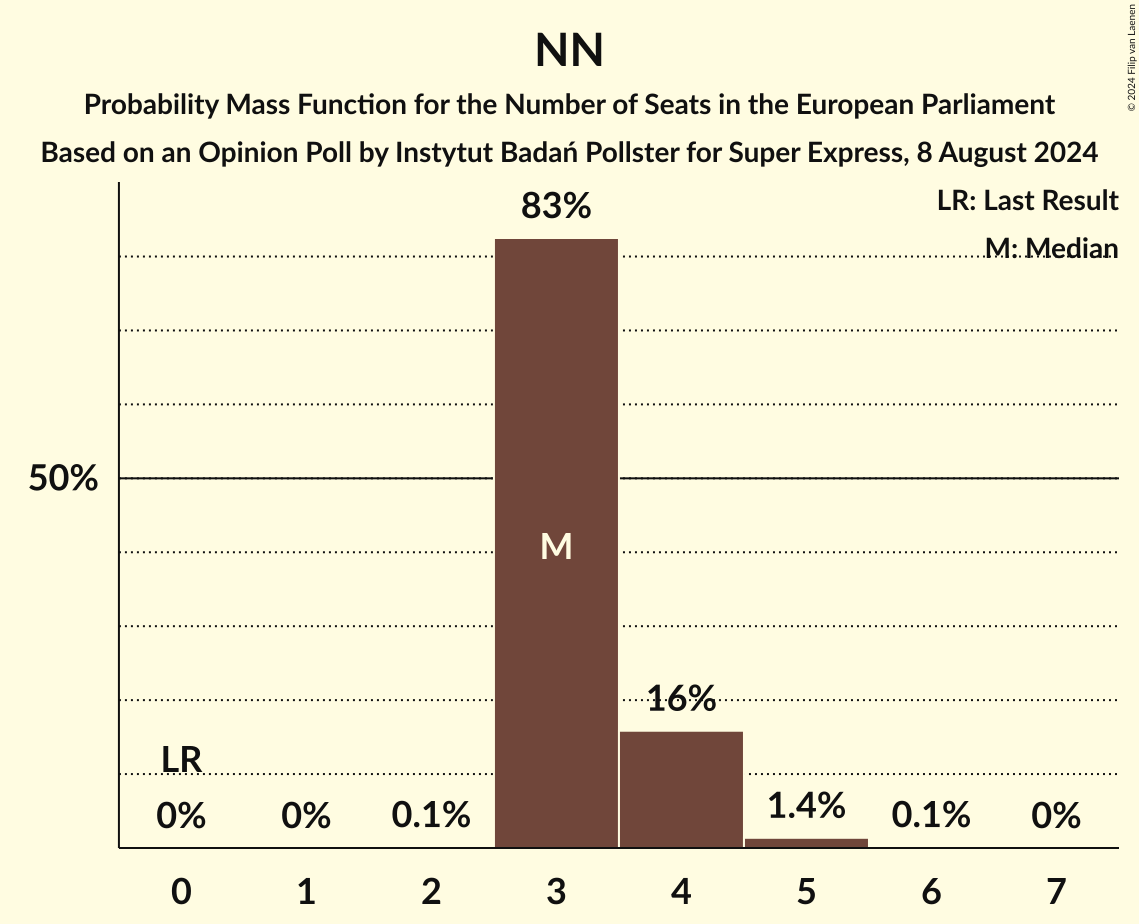 NN
Probability Mass Function for the Number of Seats in the European Parliament
Based on an Opinion Poll by Instytut Badań Pollster for Super Express, 8 August 2024
© 2024 Filip van Laenen
LR: Last Result
M: Median
83%
50%
M
16%
LR
0%
0%
0.1%
1.4%
0.1%
0%
0
1
2
3
4
5
6
7